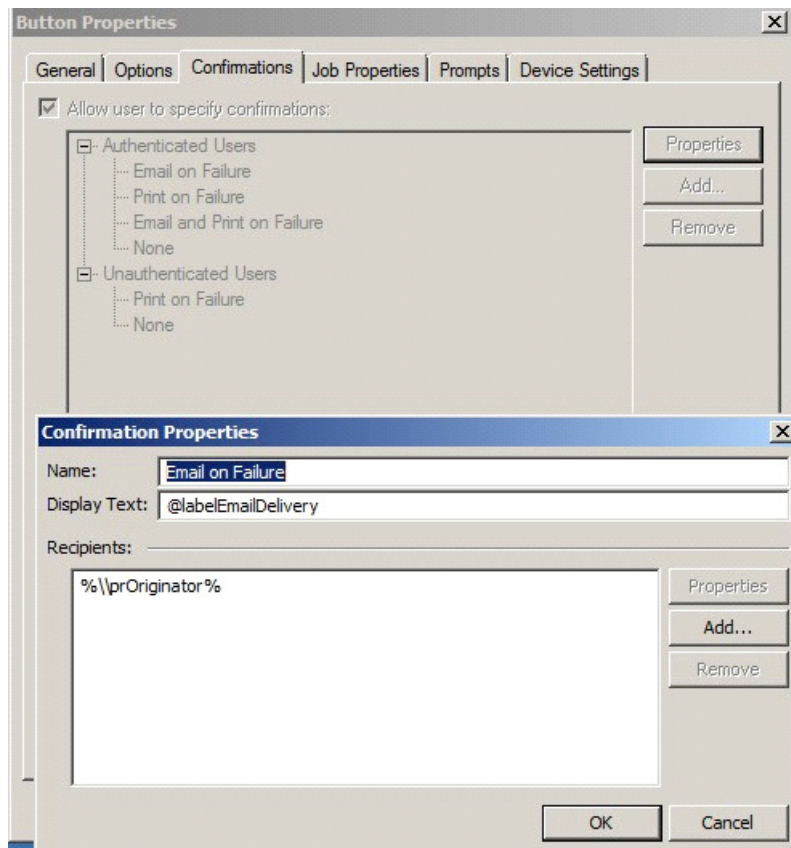 Button Properties
General Options Confirmations Job Properties Prompts Device Settings
Allow user to specify confirmations:
Authenticated Users
Email on Failure
Print on Failure
Email and Print on Failure
None
Unauthenticated Users
Print on Failure
None
Properties
Add...
Remove
Confirmation Properties
Name: Email on Failure
Display Text: @labelEmailDelivery
Recipients:
%\\prOriginator%
Properties
Add...
Remove
OK Cancel